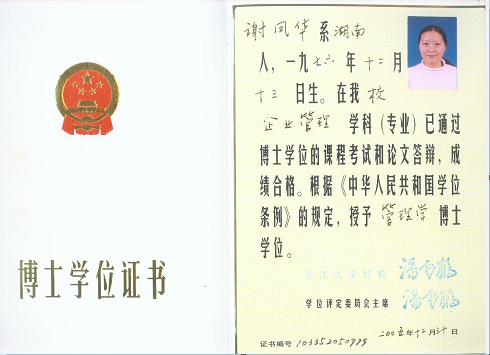 博士学位证书
谢凤华系湖南
人，一九七六年十二月
十三日生。在我校
企业管理 学科（专业）已通过
博士学位的课程考试和论文答辩，成
绩合格。根据《中华人民共和国学位
条例》的规定，授予管理学博士
学位。
浙江大学校长
学位评定委员会主席
二〇〇五年十二月三十日
证书编号 103352050979